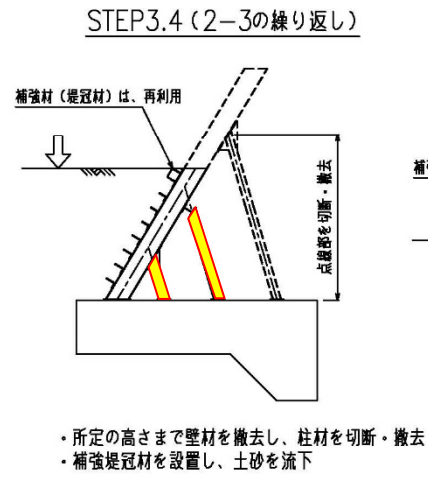 STEP3.4(2-3の繰り返し)
補強材(堤冠材)は、再利用
補
点線部を切断・撤去
・所定の高さまで壁材を撤去し、柱材を切断・撤去
・補強堤冠材を設置し、土砂を流下